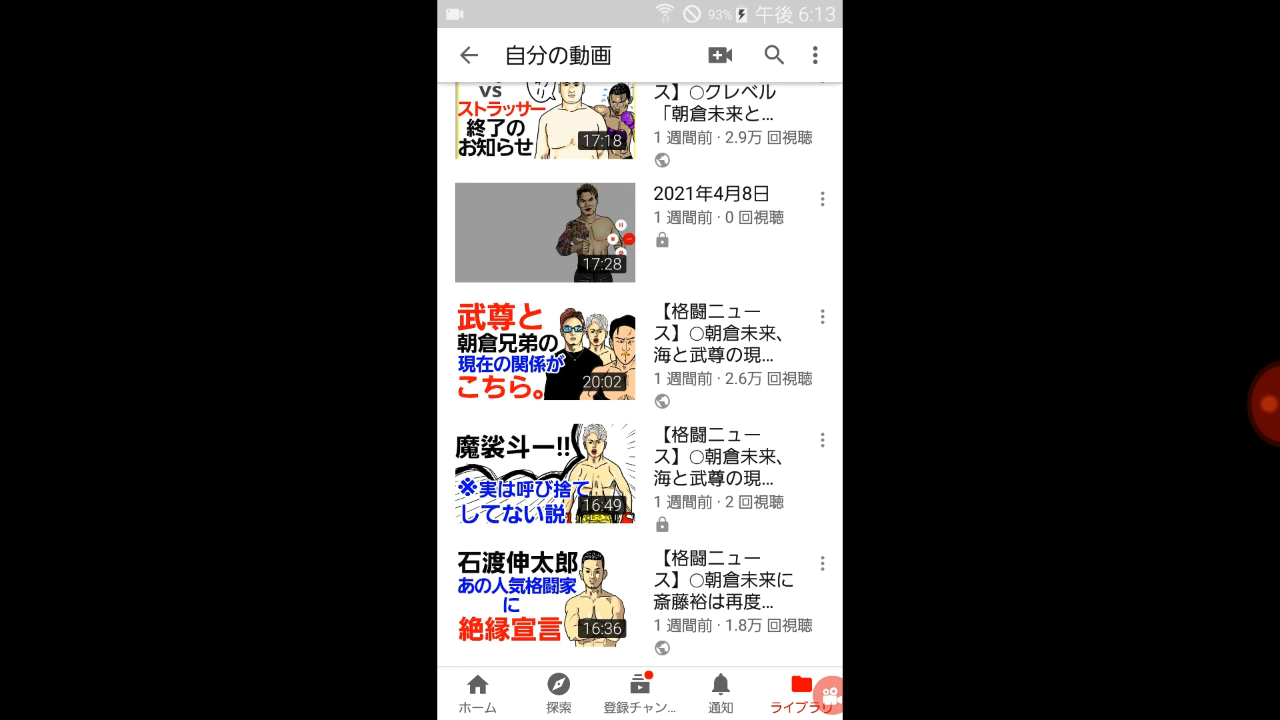 93% 午後 6:13
自分の動画
VS
ストラッサー
終了の
お知らせ
17:18
ス】○クレベル
「朝倉未来と...
1 週間前 · 2.9万 回視聴
17:28
2021年4月8日
1 週間前 · 0 回視聴
武尊と
朝倉兄弟の
現在の関係が
こちら。
20:02
【格闘ニュー
ス】○朝倉未来、
海と武尊の現...
1 週間前 · 2.6万 回視聴
魔裟斗ー!!
※実は呼び捨て
してない説
16:49
【格闘ニュー
ス】○朝倉未来、
海と武尊の現...
1 週間前 · 2 回視聴
石渡伸太郎
あの人気格闘家
に
絶縁宣言
16:36
【格闘ニュー
ス】○朝倉未来に
斎藤裕は再度...
1 週間前 · 1.8万 回視聴
ホーム
探索
登録チャン...
通知
ライブラリ